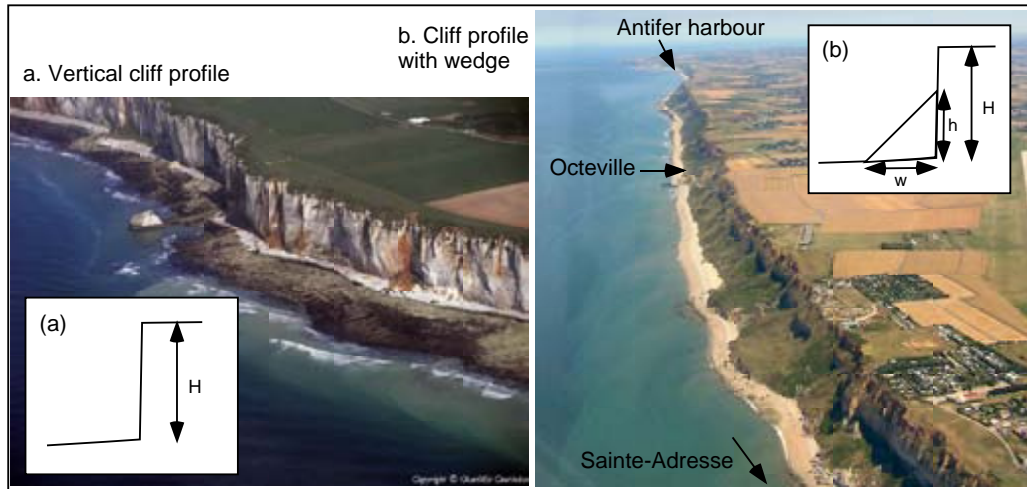 a. Vertical cliff profile
b. Cliff profile
with wedge
(a)
H
Antifer harbour
(b)
H
h
w
Octeville
Sainte-Adresse